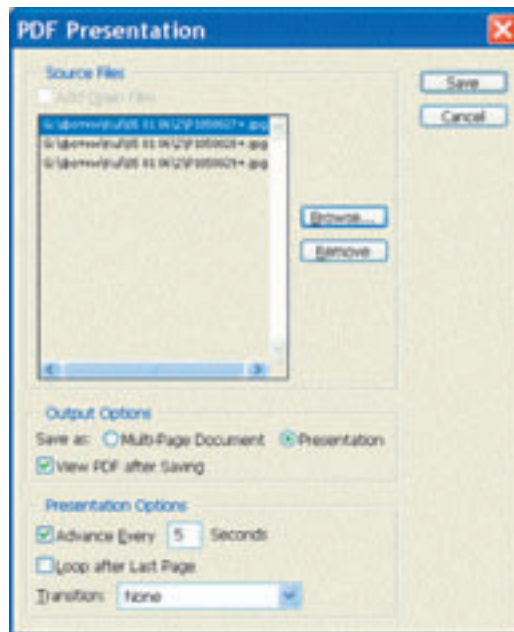 PDF Presentation
Source Files
Add Open Files
Save
Cancel
Browse...
Remove
Output Options
Save as: Multi-Page Document Presentation
View PDF after Saving
Presentation Options
Advance Every 5 Seconds
Loop after Last Page
Transition: None